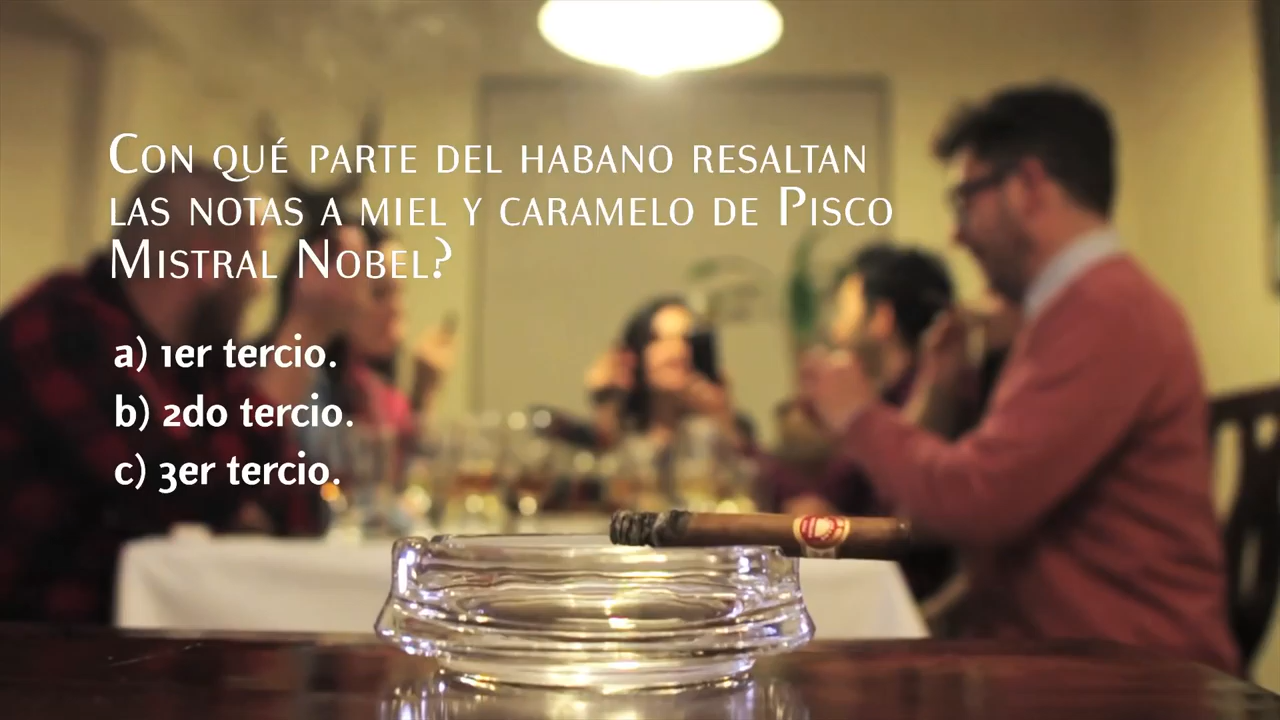 Con qué parte del habano resaltan
las notas a miel y caramelo de Pisco
Mistral Nobel?
a) 1er tercio.
b) 2do tercio.
c) 3er tercio.